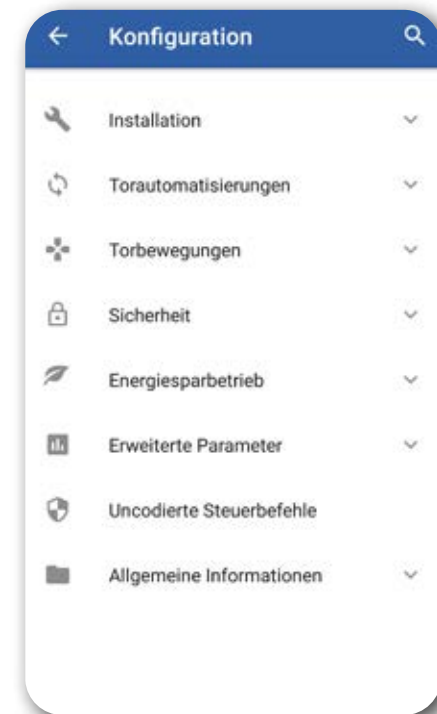 Konfiguration
Installation
Torautomatisierungen
Torbewegungen
Sicherheit
Energiesparbetrieb
Erweiterte Parameter
Uncodierte Steuerbefehle
Allgemeine Informationen